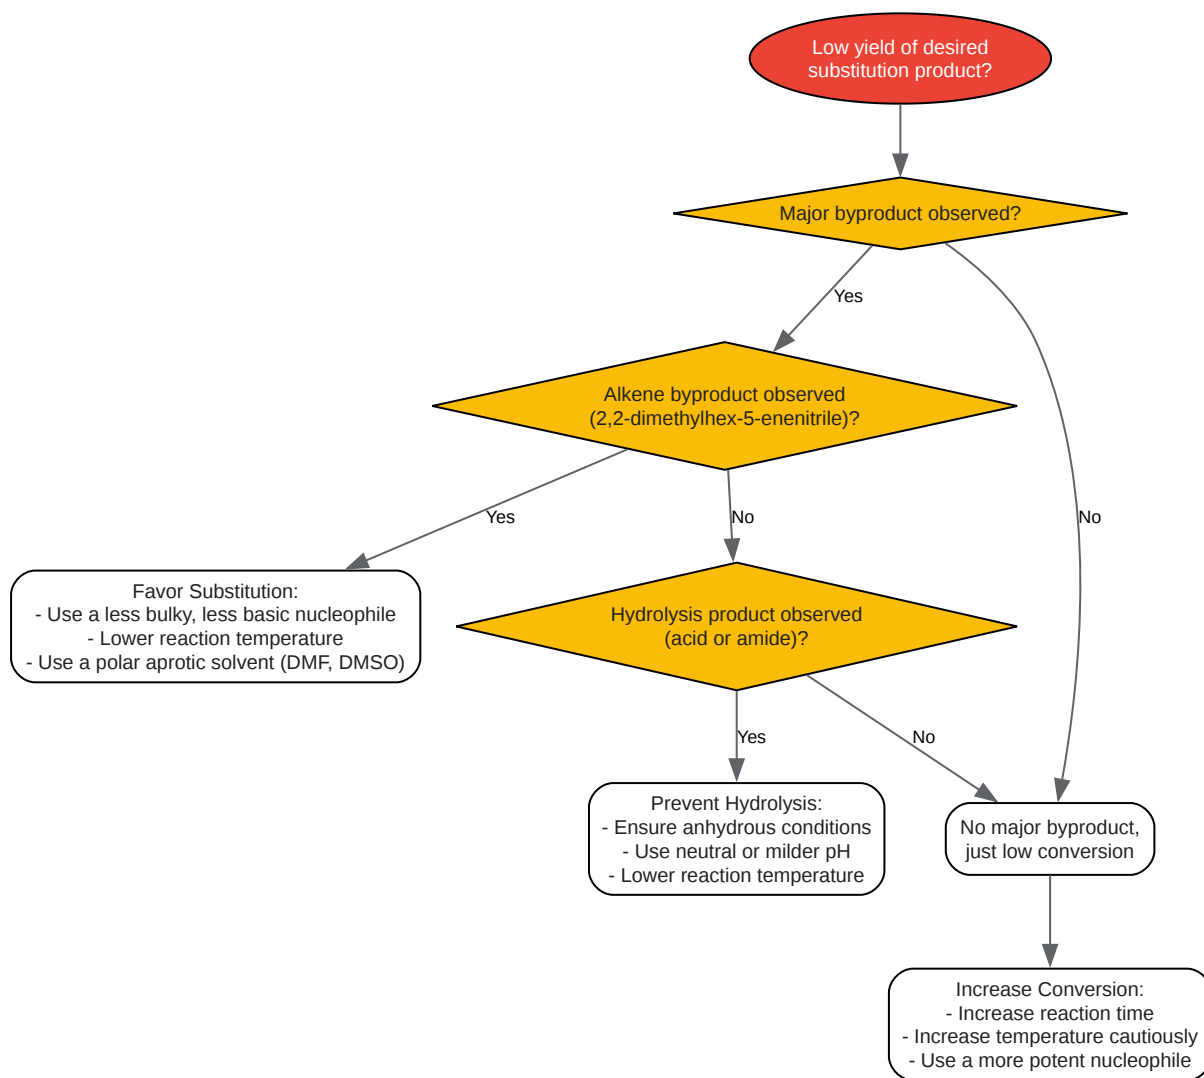 Low yield of desired
substitution product?
Major byproduct observed?
Yes
Alkene byproduct observed
(2,2-dimethylhex-5-enenitrile)?
Yes
No
No
Favor Substitution:
- Use a less bulky, less basic nucleophile
- Lower reaction temperature
- Use a polar aprotic solvent (DMF, DMSO)
Hydrolysis product observed
(acid or amide)?
Yes
No
Prevent Hydrolysis:
- Ensure anhydrous conditions
- Use neutral or milder pH
- Lower reaction temperature
No major byproduct,
just low conversion
Increase Conversion:
- Increase reaction time
- Increase temperature cautiously
- Use a more potent nucleophile